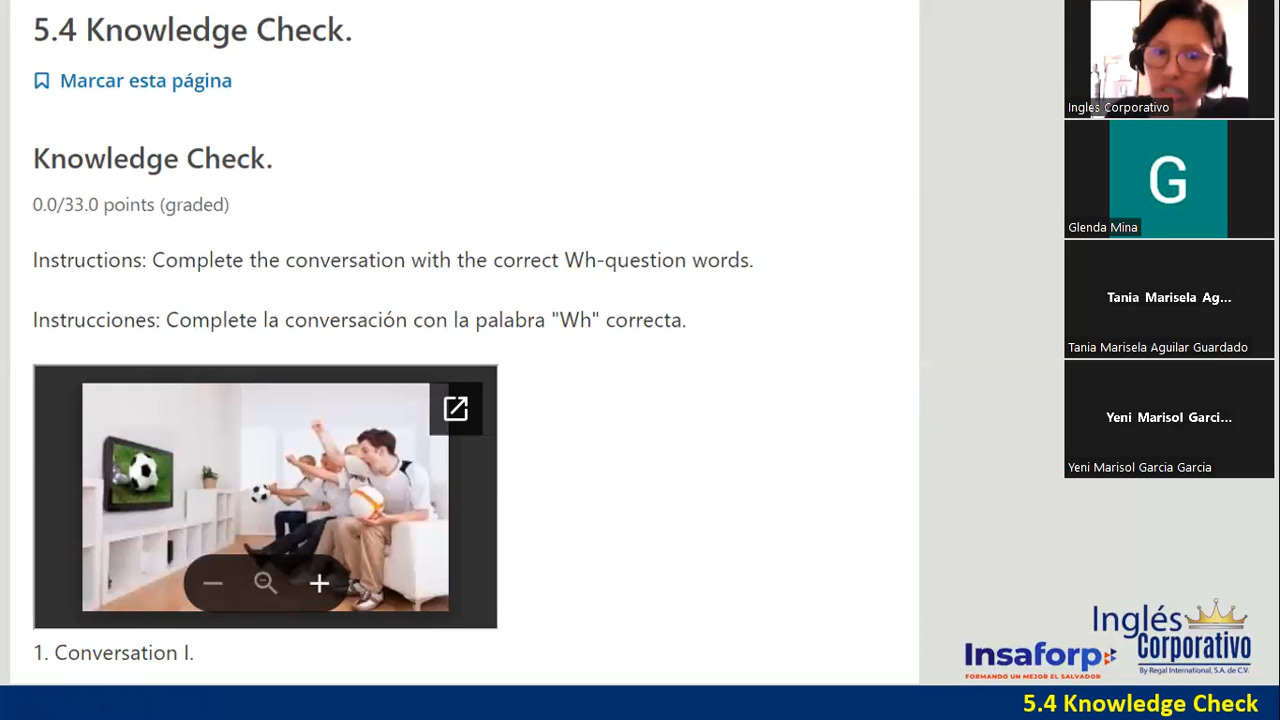 5.4 Knowledge Check.
Marcar esta página
Knowledge Check.
0.0/33.0 points (graded)
Instructions: Complete the conversation with the correct Wh-question words.
Instrucciones: Complete la conversación con la palabra "Wh" correcta.
1. Conversation I.
Inglés Corporativo
G
Glenda Mina
Tania Marisela Ag...
Tania Marisela Aguilar Guardado
Yeni Marisol Garci...
Yeni Marisol Garcia Garcia
Insaforp
FORMANDO UN MEJOR EL SALVADOR
Inglés
Corporativo
By Regal International, S.A. de C.V.
5.4 Knowledge Check